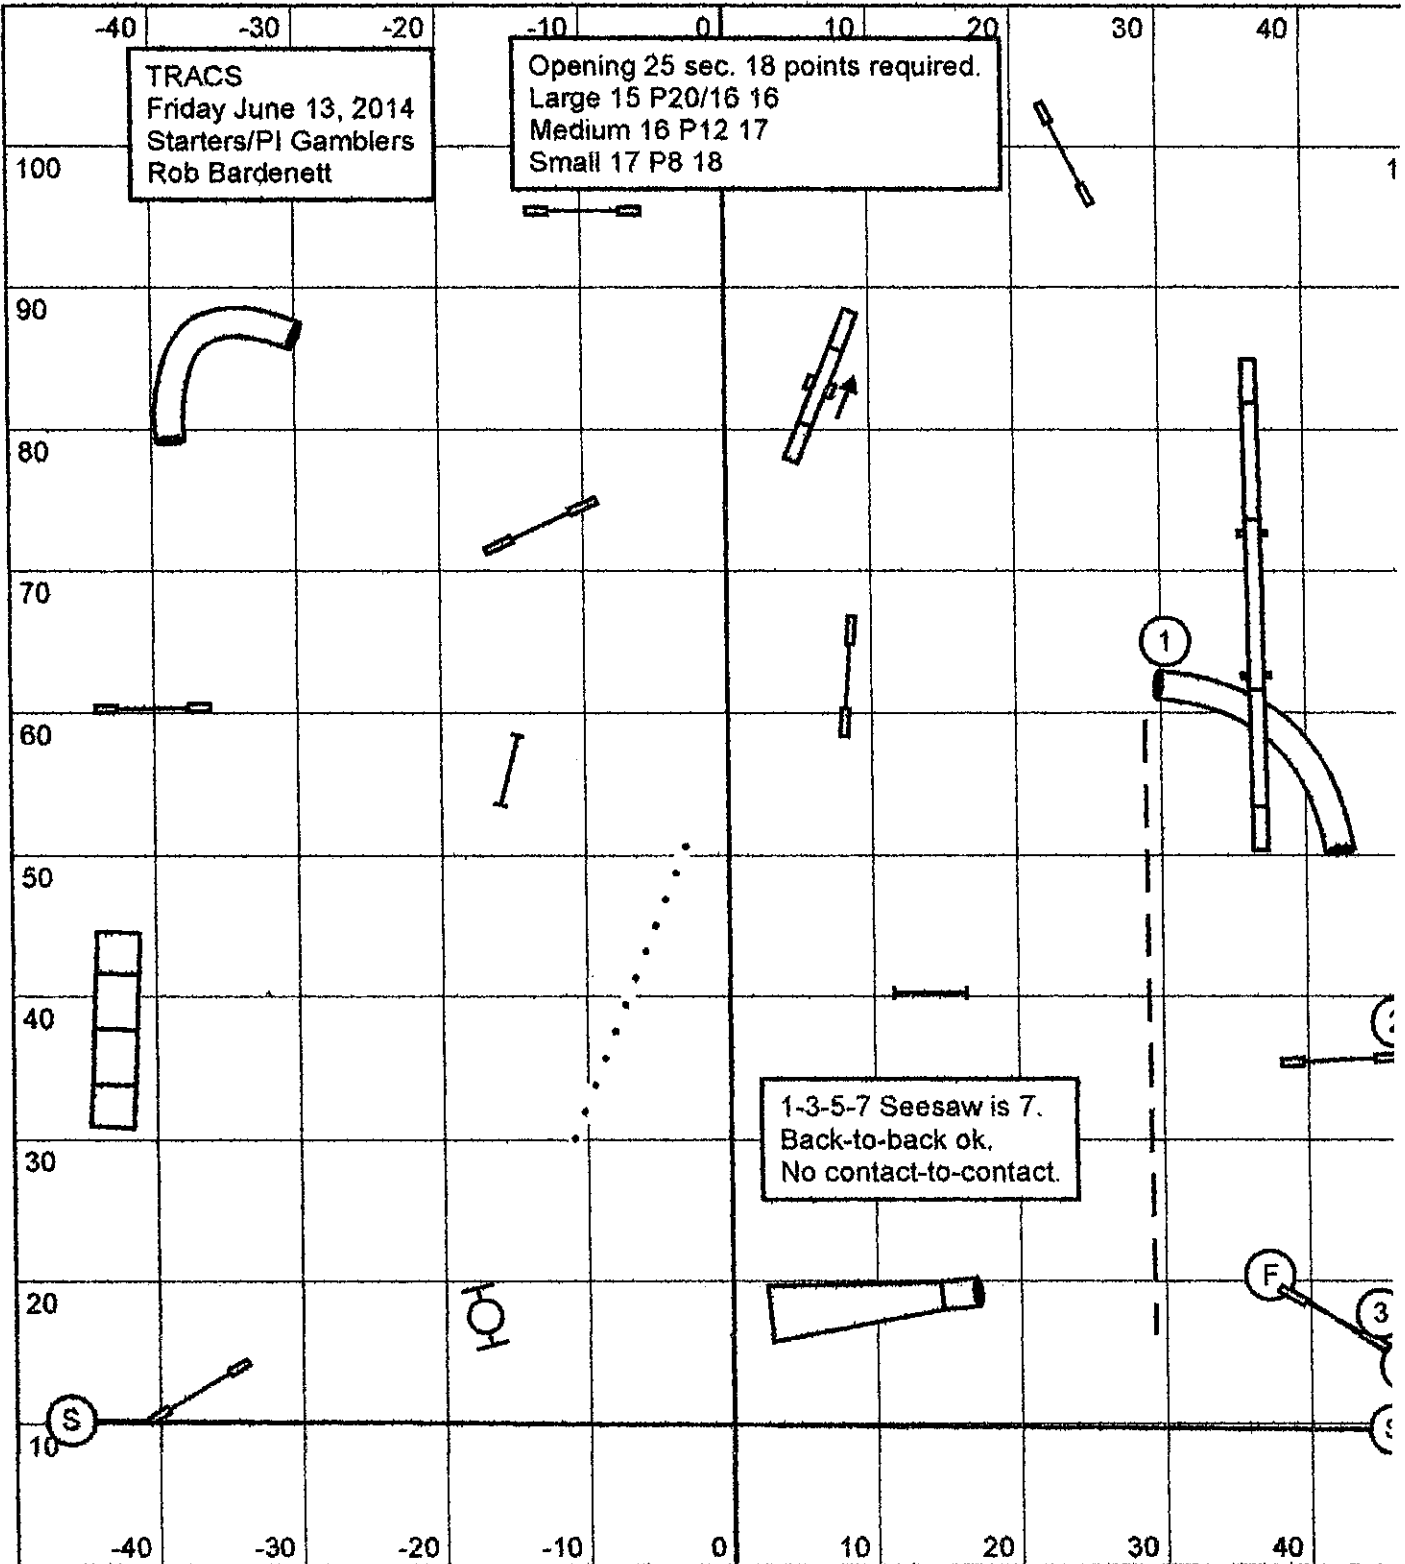 -40 -30 -20 -10 0 10 20 30 40
TRACS
Friday June 13, 2014
Starters/PI Gamblers
Rob Bardenett
Opening 25 sec. 18 points required.
Large 15 P20/16 16
Medium 16 P12 17
Small 17 P8 18
100
1
90
80
70
1
60
50
40
2
1-3-5-7 Seesaw is 7.
Back-to-back ok.
No contact-to-contact.
30
F
20
3
S
10
-40 -30 -20 -10 0 10 20 30 40